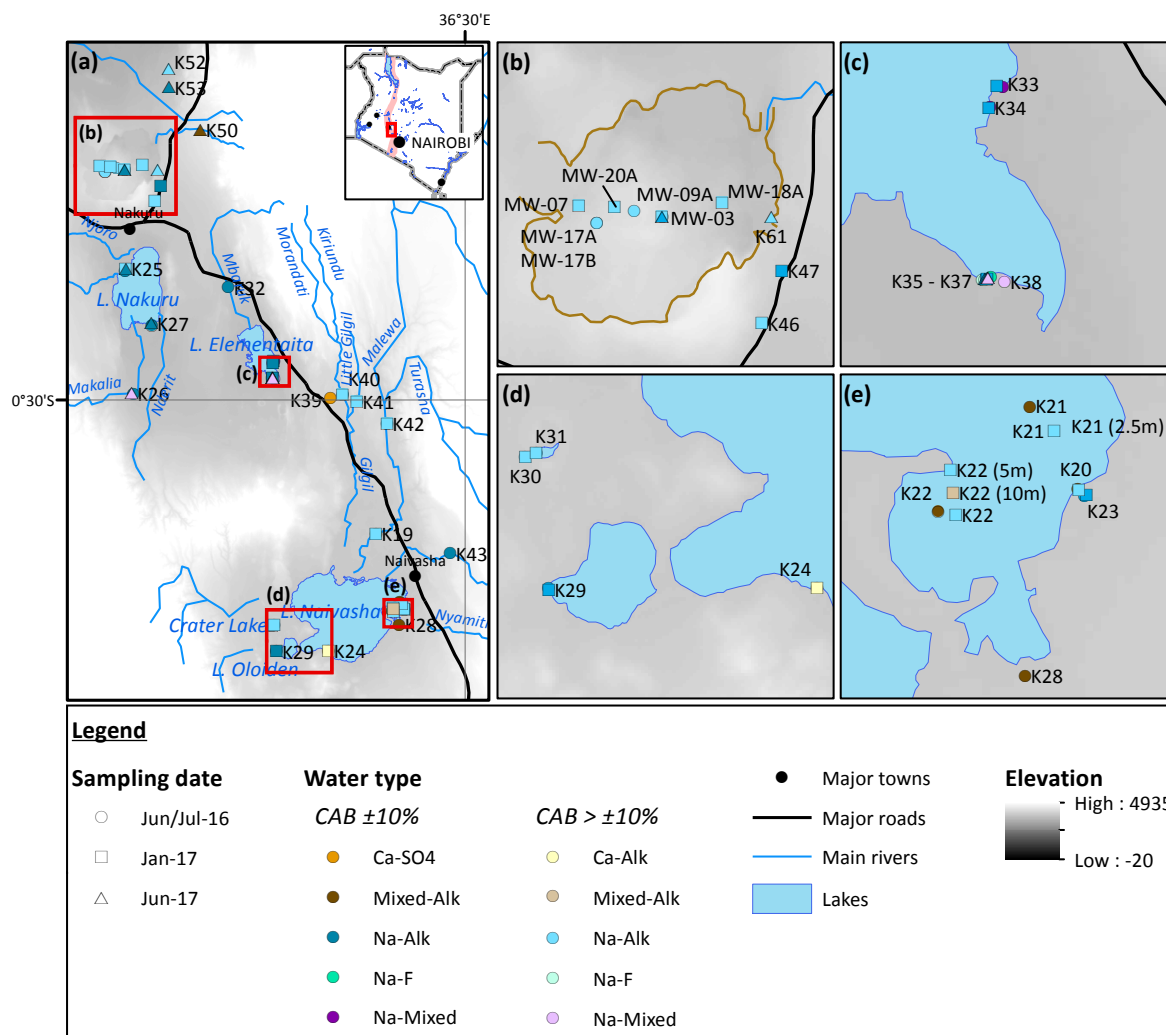 36°30'E
(a)
K52
K53
K50
(b)
NAIROBI
Nakuru
Njoro
K25
L. Nakuru
K27
Makalia
K26
Nderit
Mbaruk
K32
Morandati
Kiriundu
L. Elementaita
(c)
Little Gilgil
Malewa
Turasha
0°30'S
K39
K40
K41
K42
Gilgil
K19
K43
Naivasha
(d)
(e)
L. Naivasha
Crater Lake
K28
Nyamithi
K29
K24
L. Oloiden
(b)
MW-20A
MW-09A
MW-18A
MW-07
MW-03
MW-17A
MW-17B
K61
K47
K46
(c)
K33
K34
K35 - K37
K38
(d)
K31
K30
K29
K24
(e)
K21
K21
K21 (2.5m)
K22 (5m)
K20
K22
K22 (10m)
K22
K23
K28
Legend
Sampling date
Jun/Jul-16
Jan-17
Jun-17
Water type
CAB ±10%
Ca-SO4
Mixed-Alk
Na-Alk
Na-F
Na-Mixed
CAB > ±10%
Ca-Alk
Mixed-Alk
Na-Alk
Na-F
Na-Mixed
Major towns
Major roads
Main rivers
Lakes
Elevation
High : 4935
Low : -20